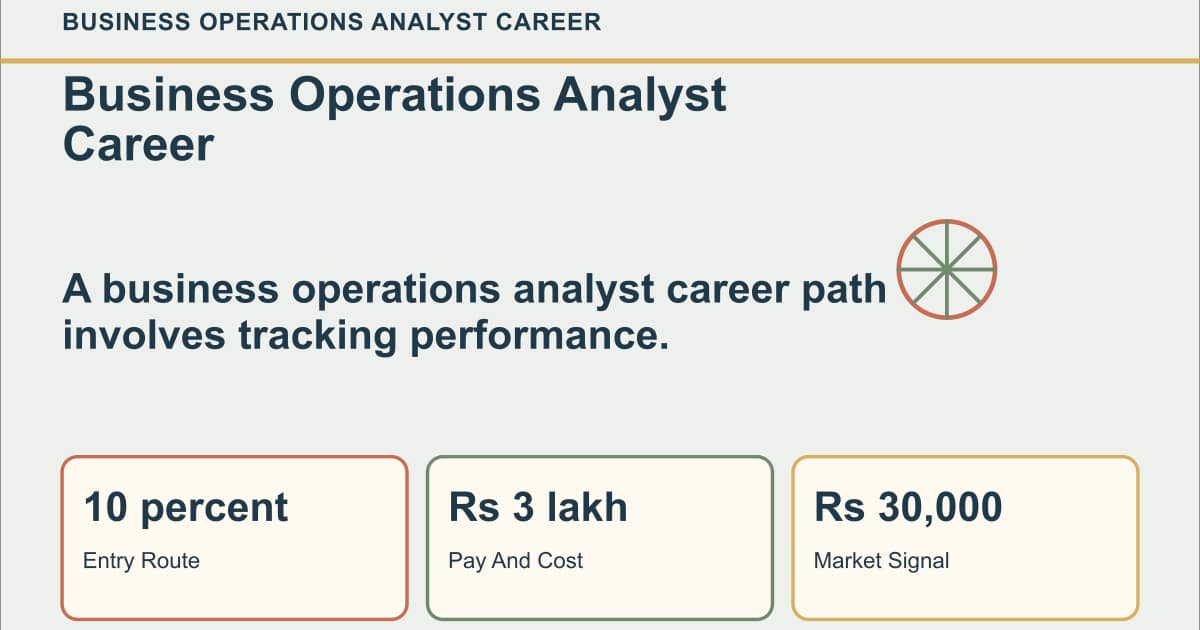 BUSINESS OPERATIONS ANALYST CAREER
Business Operations Analyst
Career
A business operations analyst career path
involves tracking performance.
10 percent
Entry Route
Rs 3 lakh
Pay And Cost
Rs 30,000
Market Signal